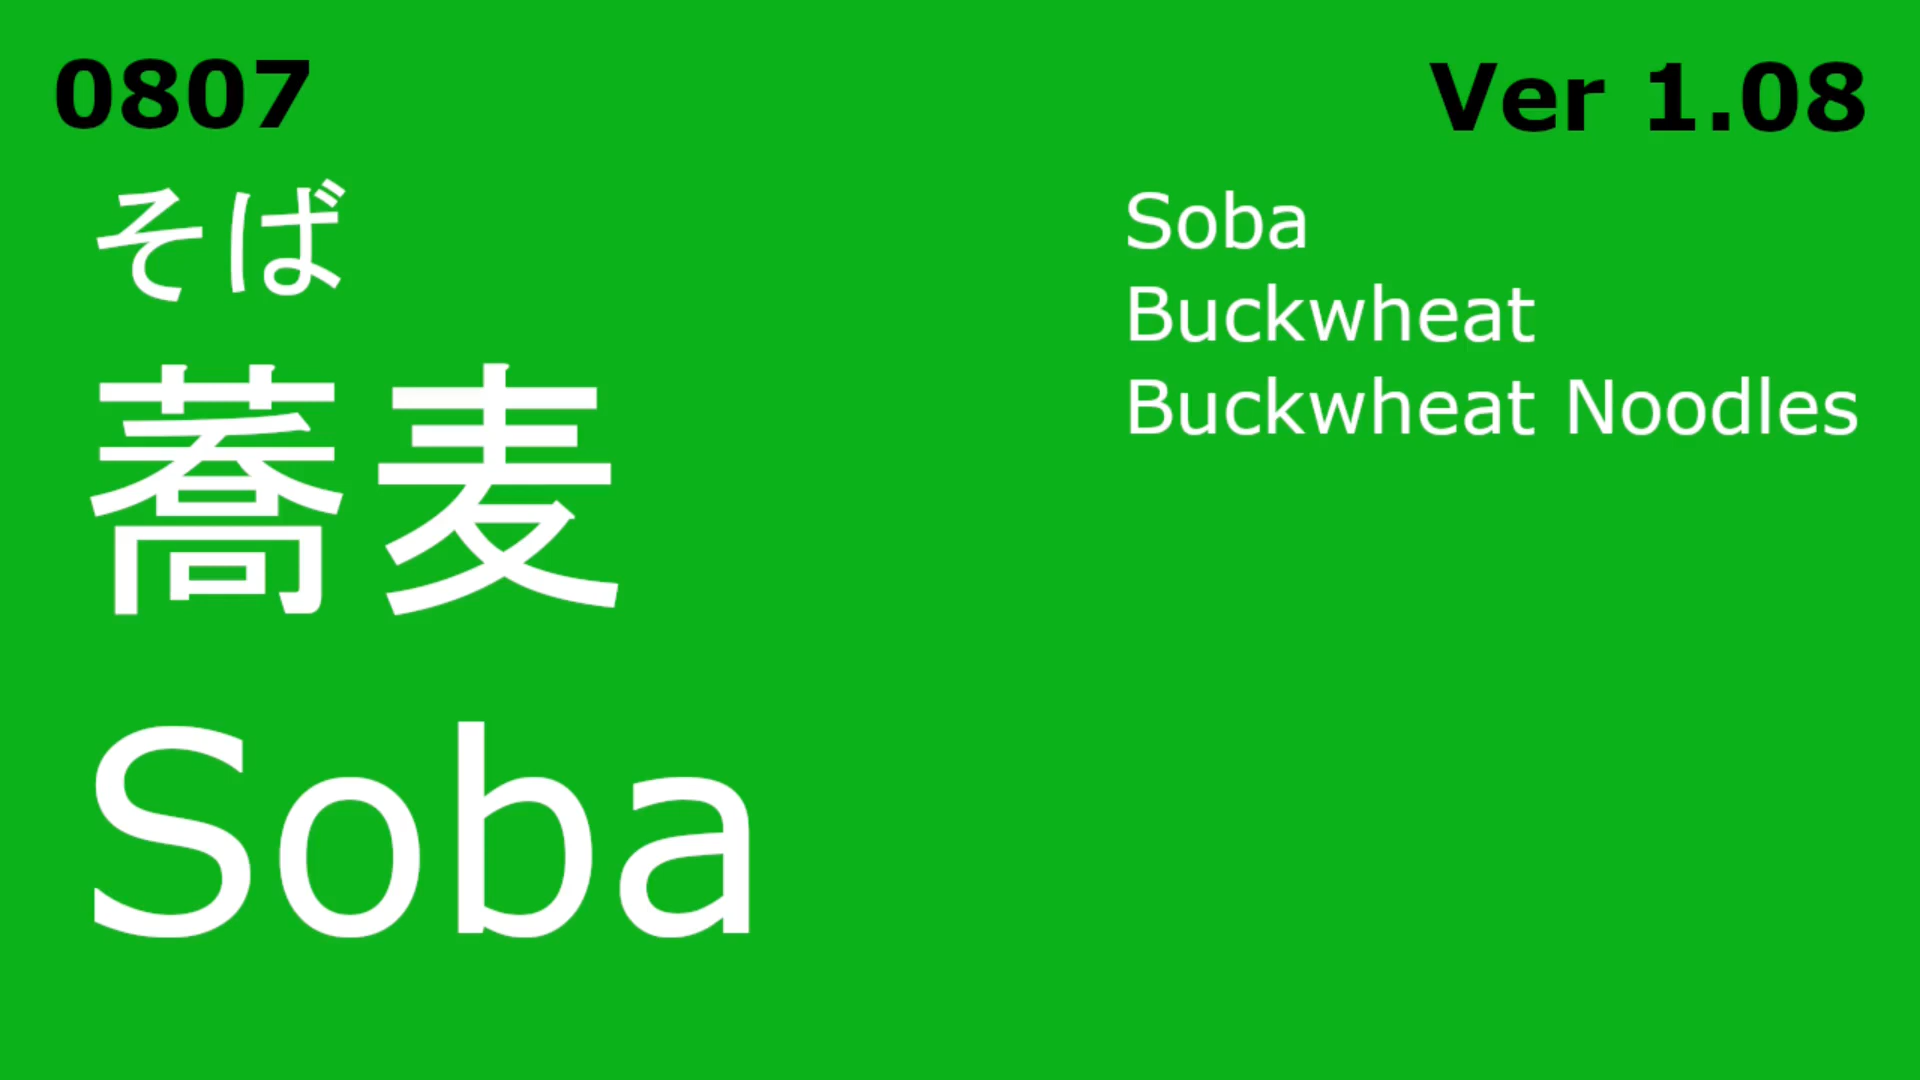 0807
Ver 1.08
そば
蕎麦
Soba
Soba
Buckwheat
Buckwheat Noodles